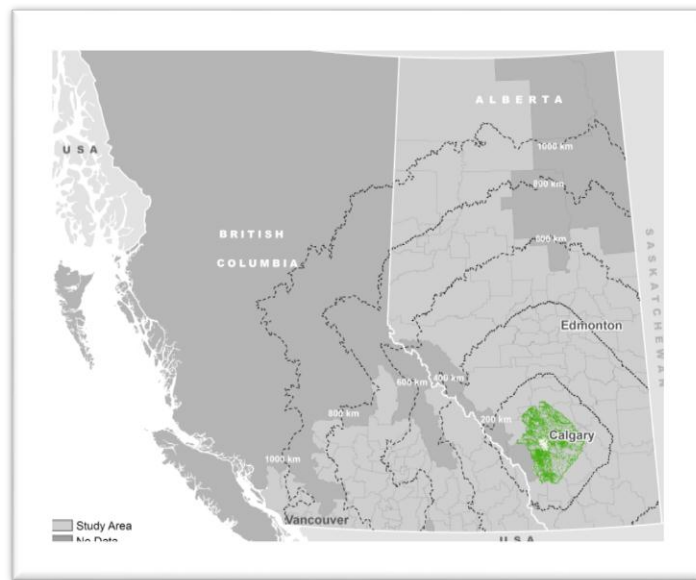 ALBERTA
USA
1000 km
800 km
600 km
BRITISH
COLUMBIA
SASKATCHEWAN
Edmonton
600 km
400 km
800 km
200 km
Calgary
1000 km
Vancouver
Study Area
No Data
USA